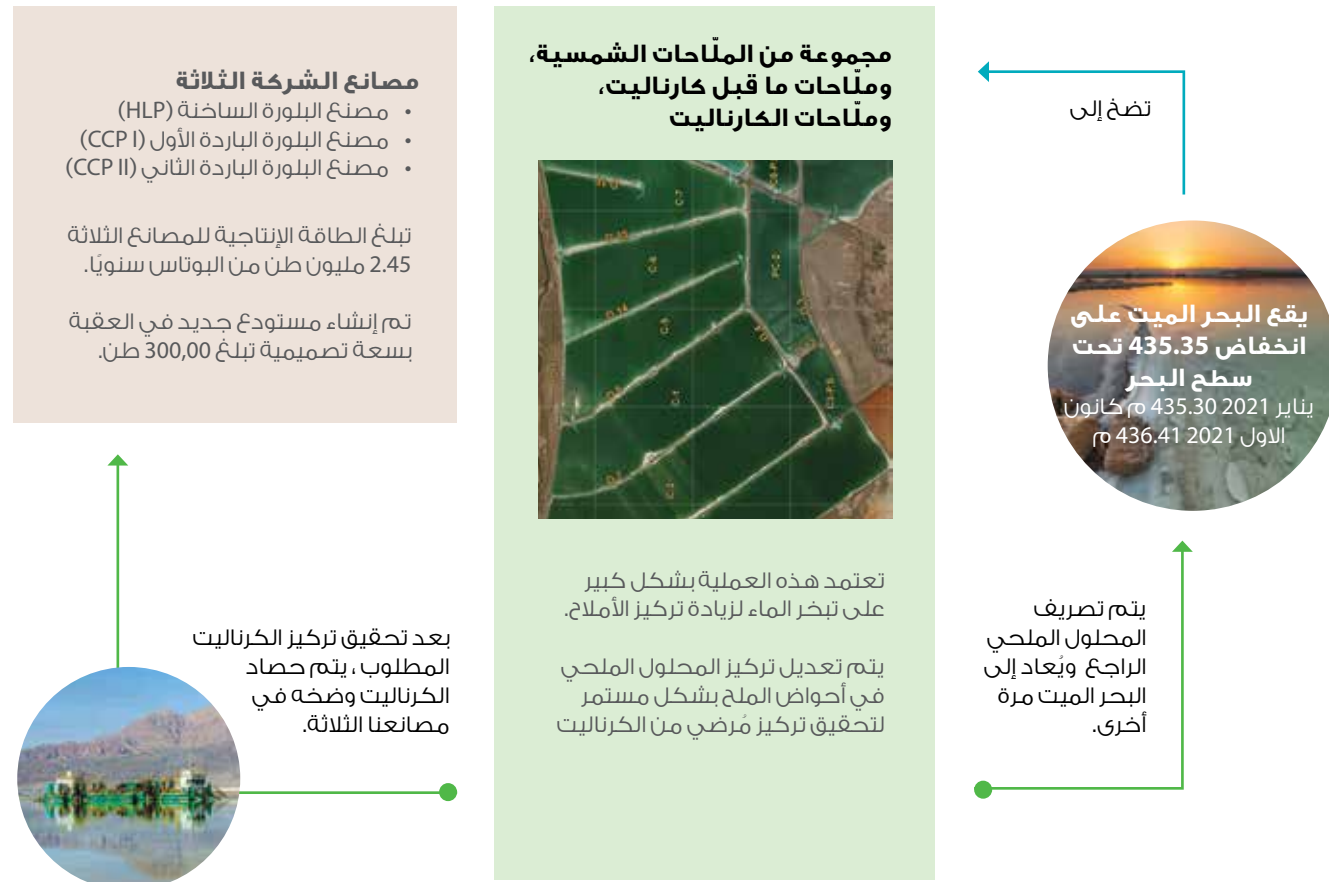 تضخ إلى
يقع البحر الميت على
انخفاض 435.35 تحت
سطح البحر
يناير 2021 435.30 م كانون
الاول 2021 436.41 م
يتم تصريف
المحلول الملحي
الراجع ويُعاد إلى
البحر الميت مرة
أخرى.
مجموعة من الملّاحات الشمسية،
وملّاحات ما قبل كارناليت،
وملّاحات الكارناليت
تعتمد هذه العملية بشكل كبير
على تبخر الماء لزيادة تركيز الأملاح.
يتم تعديل تركيز المحلول الملحي
في أحواض الملح بشكل مستمر
لتحقيق تركيز مُرضي من الكرناليت
بعد تحقيق تركيز الكرناليت
المطلوب، يتم حصاد
الكرناليت وضخه في
مصانعنا الثلاثة.
مصانع الشركة الثلاثة
• مصنع البلورة الساخنة (HLP)
• مصنع البلورة الباردة الأول (CCP I)
• مصنع البلورة الباردة الثاني (CCP II)
تبلغ الطاقة الإنتاجية للمصانع الثلاثة
2.45 مليون طن من البوتاس سنويًا.
تم إنشاء مستودع جديد في العقبة
بسعة تصميمية تبلغ 300,00 طن.